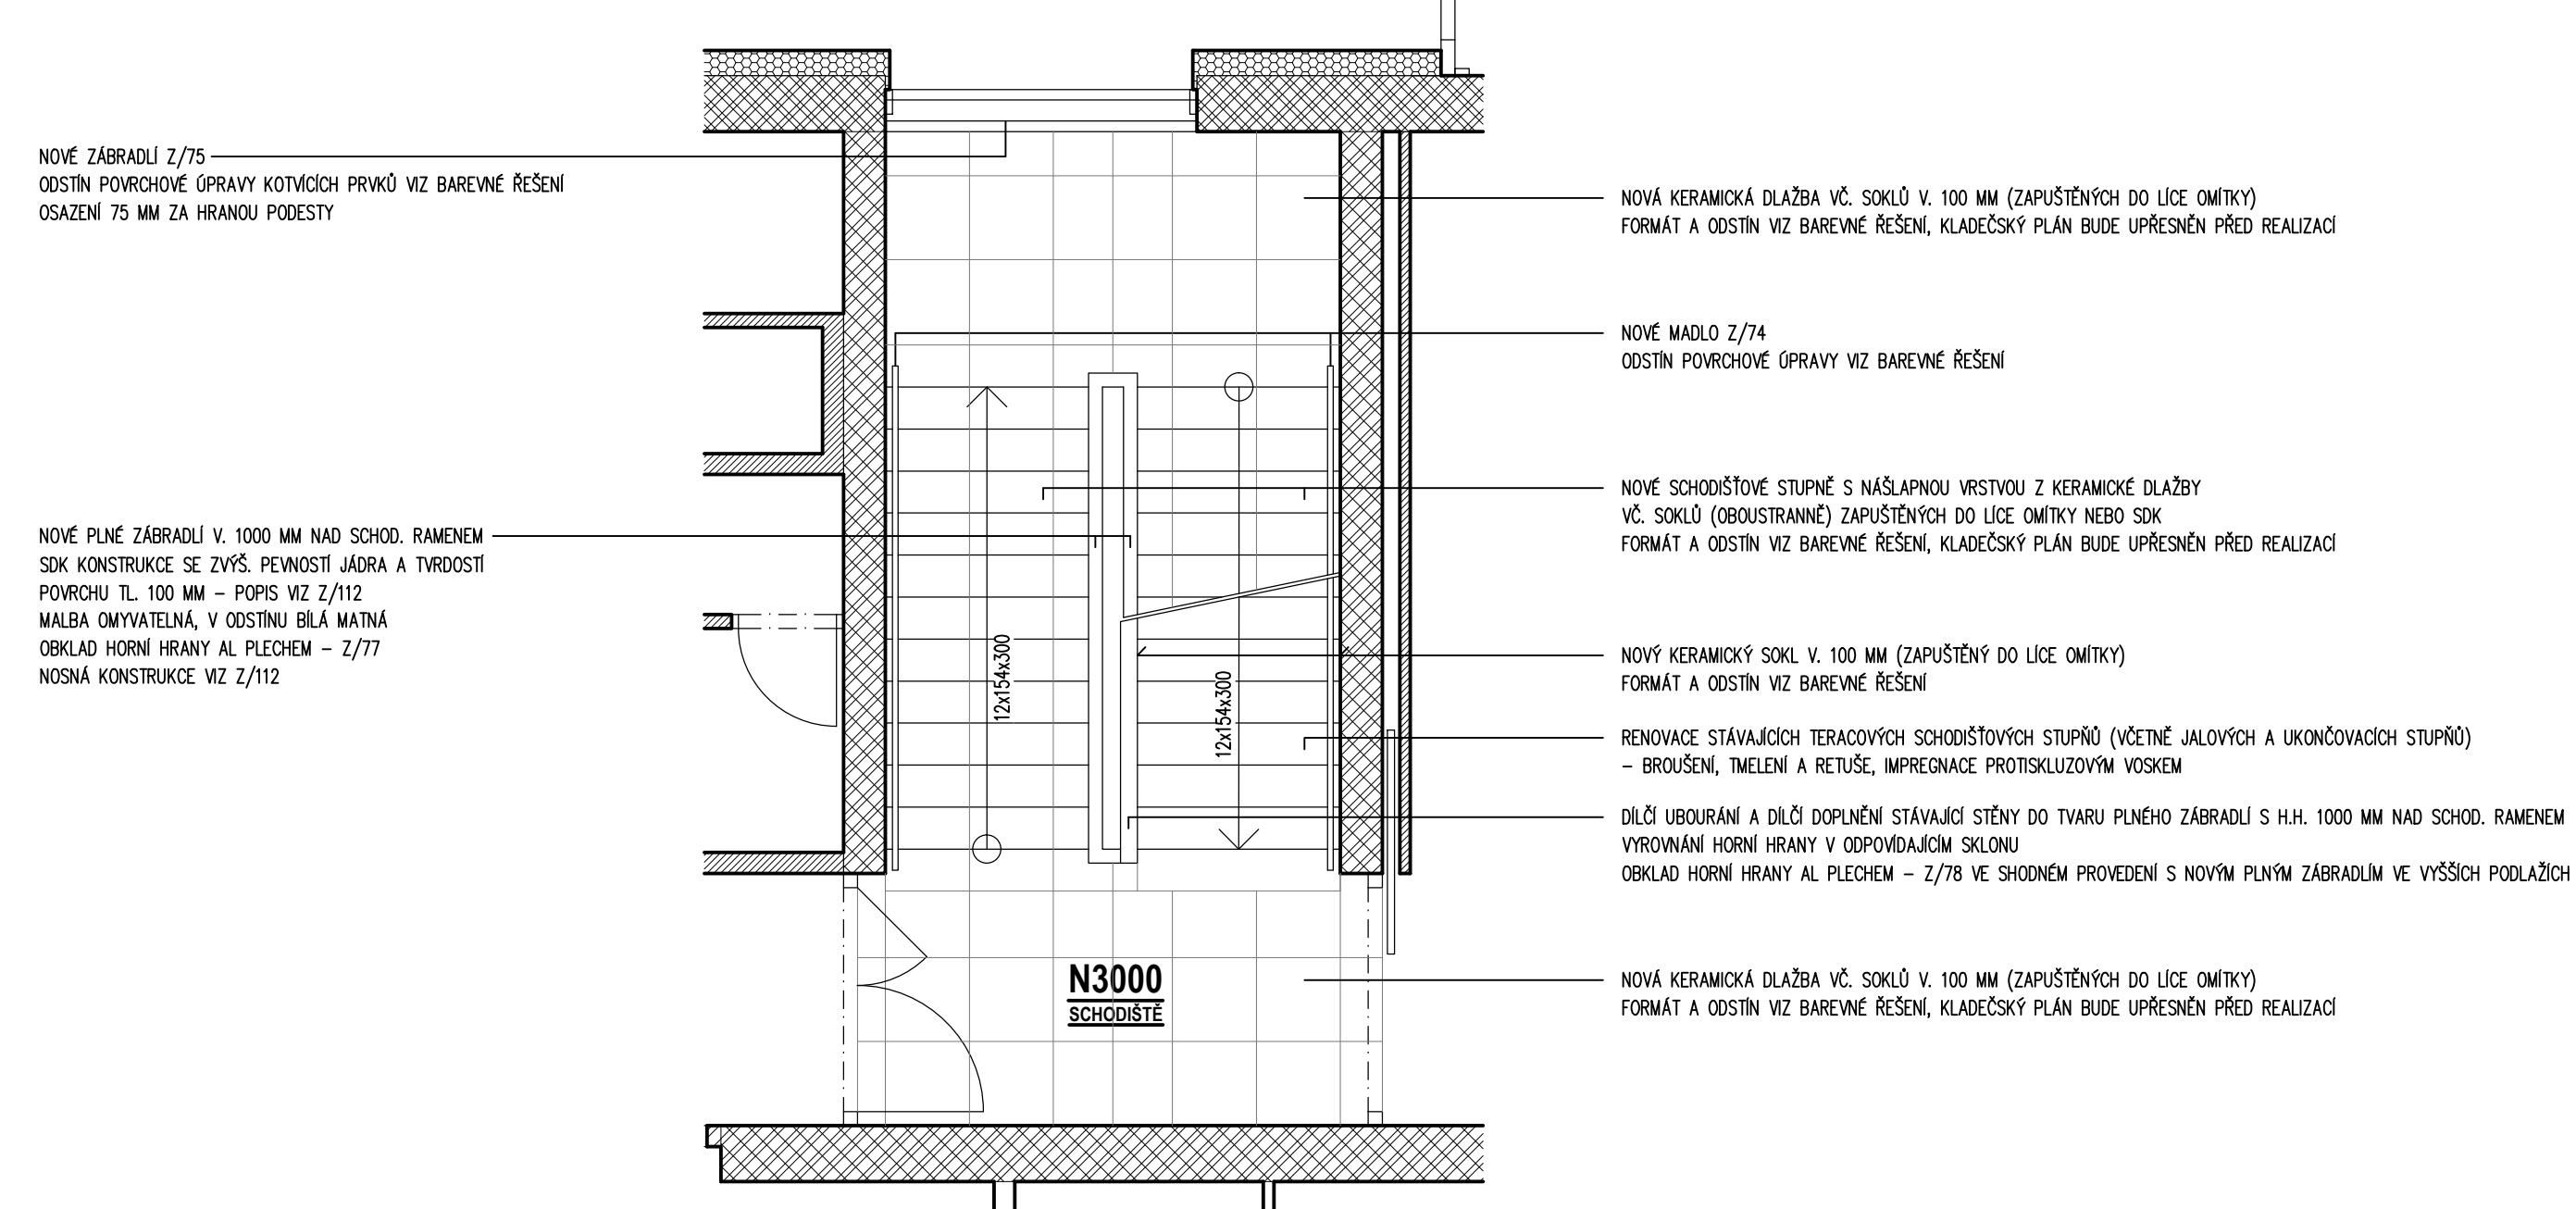 NOVÉ ZÁBRADLÍ Z/75
ODSTÍN POVRCHOVÉ ÚPRAVY KOTVÍCÍCH PRVKŮ VIZ BAREVNÉ ŘEŠENÍ
OSAZENÍ 75 MM ZA HRANOU PODESTY
NOVÉ PLNÉ ZÁBRADLÍ V. 1000 MM NAD SCHOD. RAMENEM
SDK KONSTRUKCE SE ZVÝŠ. PEVNOSTÍ JÁDRA A TVRDOSTÍ
POVRCHU TL. 100 MM – POPIS VIZ Z/112
MALBA OMYVATELNÁ, V ODSTÍNU BÍLÁ MATNÁ
OBKLAD HORNÍ HRANY AL PLECHEM – Z/77
NOSNÁ KONSTRUKCE VIZ Z/112
12x154x300
12x154x300
N3000
SCHODIŠTĚ
NOVÁ KERAMICKÁ DLAŽBA VČ. SOKLŮ V. 100 MM (ZAPUŠTĚNÝCH DO LÍCE OMÍTKY)
FORMÁT A ODSTÍN VIZ BAREVNÉ ŘEŠENÍ, KLADEČSKÝ PLÁN BUDE UPŘESNĚN PŘED REALIZACÍ
NOVÉ MADLO Z/74
ODSTÍN POVRCHOVÉ ÚPRAVY VIZ BAREVNÉ ŘEŠENÍ
NOVÉ SCHODIŠŤOVÉ STUPNĚ S NÁŠLAPNOU VRSTVOU Z KERAMICKÉ DLAŽBY
VČ. SOKLŮ (OBOUSTRANNĚ) ZAPUŠTĚNÝCH DO LÍCE OMÍTKY NEBO SDK
FORMÁT A ODSTÍN VIZ BAREVNÉ ŘEŠENÍ, KLADEČSKÝ PLÁN BUDE UPŘESNĚN PŘED REALIZACÍ
NOVÝ KERAMICKÝ SOKL V. 100 MM (ZAPUŠTĚNÝ DO LÍCE OMÍTKY)
FORMÁT A ODSTÍN VIZ BAREVNÉ ŘEŠENÍ
RENOVACE STÁVAJÍCÍCH TERACOVÝCH SCHODIŠŤOVÝCH STUPŇŮ (VČETNĚ JALOVÝCH A UKONČOVACÍCH STUPŇŮ)
– BROUŠENÍ, TMELENÍ A RETUŠE, IMPREGNACE PROTISKLUZOVÝM VOSKEM
DÍLČÍ UBOURÁNÍ A DÍLČÍ DOPLNĚNÍ STÁVAJÍCÍ STĚNY DO TVARU PLNÉHO ZÁBRADLÍ S H.H. 1000 MM NAD SCHOD. RAMENEM
VYROVNÁNÍ HORNÍ HRANY V ODPOVÍDAJÍCÍM SKLONU
OBKLAD HORNÍ HRANY AL PLECHEM – Z/78 VE SHODNÉM PROVEDENÍ S NOVÝM PLNÝM ZÁBRADLÍM VE VYŠŠÍCH PODLAŽÍCH
NOVÁ KERAMICKÁ DLAŽBA VČ. SOKLŮ V. 100 MM (ZAPUŠTĚNÝCH DO LÍCE OMÍTKY)
FORMÁT A ODSTÍN VIZ BAREVNÉ ŘEŠENÍ, KLADEČSKÝ PLÁN BUDE UPŘESNĚN PŘED REALIZACÍ